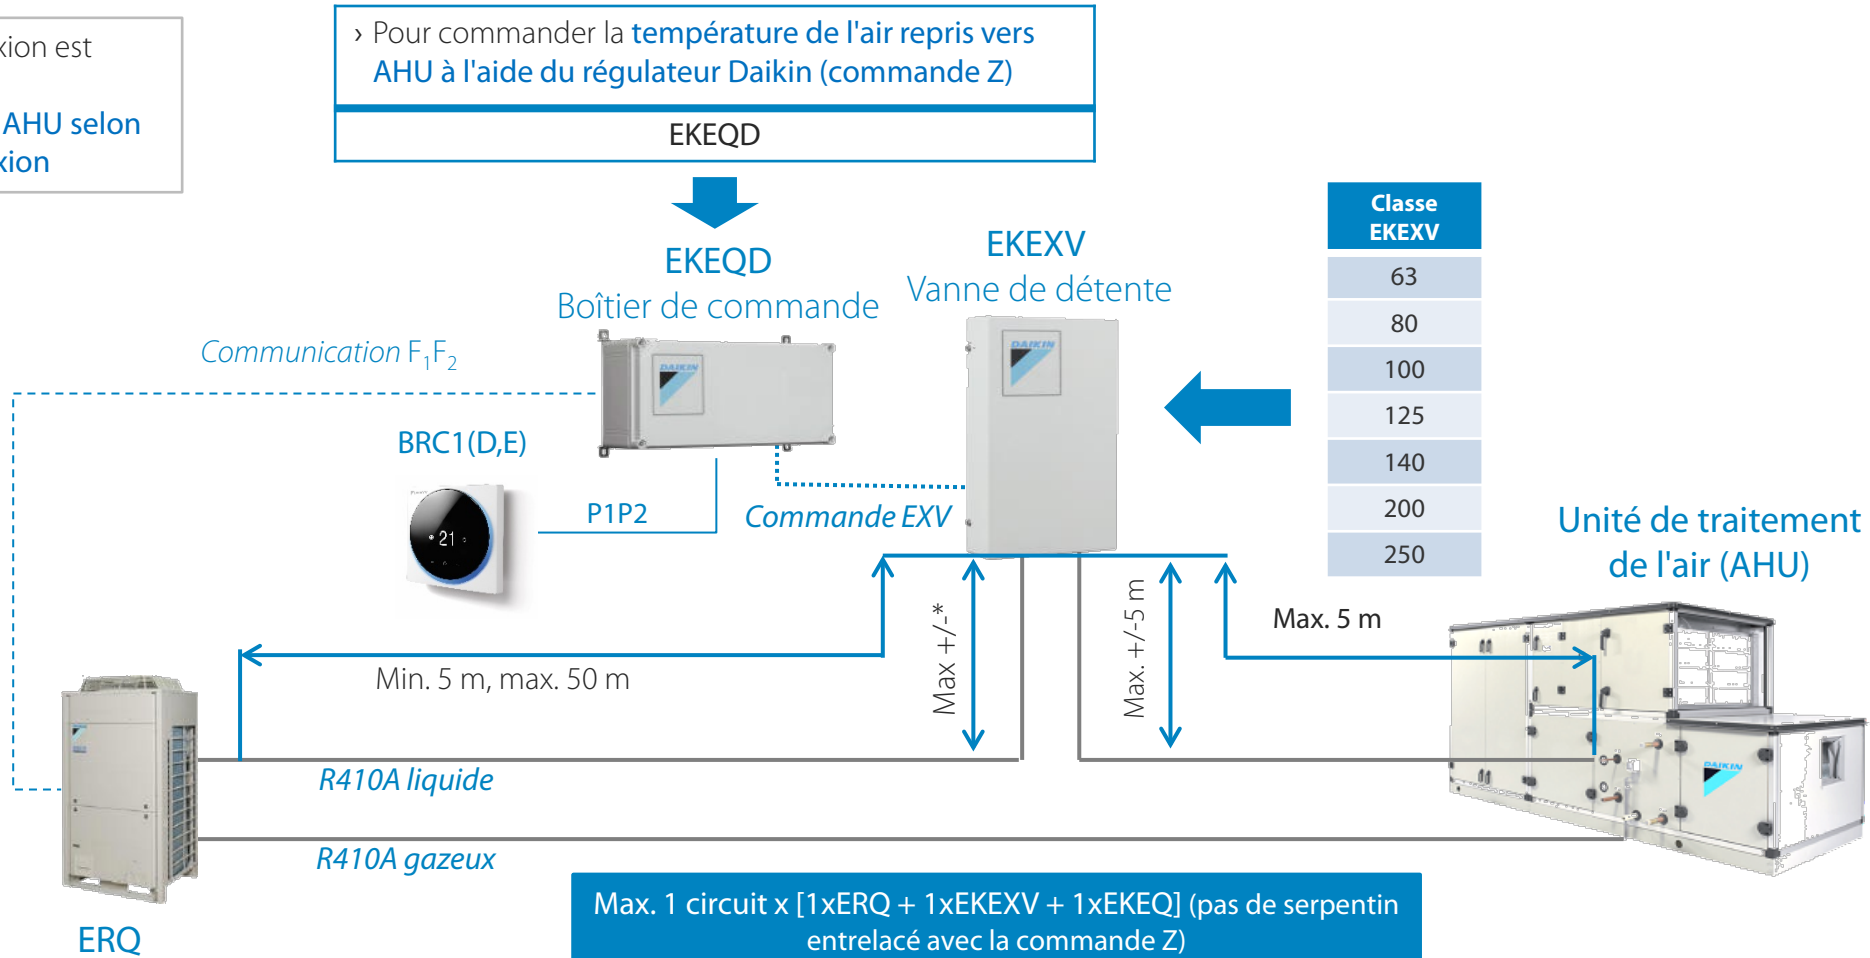 xion est
AHU selon
xion
› Pour commander la température de l'air repris vers
AHU à l'aide du régulateur Daikin (commande Z)
EKEQD
EKEQD
Boîtier de commande
EKEXV
Vanne de détente
Classe
EKEXV
63
80
100
125
140
200
250
Communication F₁F₂
DAIKIN
DAIKIN
BRC1(D,E)
21
P1P2
Commande EXV
Unité de traitement
de l'air (AHU)
Max +/-*
Max. +/-5 m
Max. 5 m
Min. 5 m, max. 50 m
DAIKIN
R410A liquide
R410A gazeux
ERQ
Max. 1 circuit x [1xERQ + 1xEKEXV + 1xEKEQ] (pas de serpentin
entrelacé avec la commande Z)